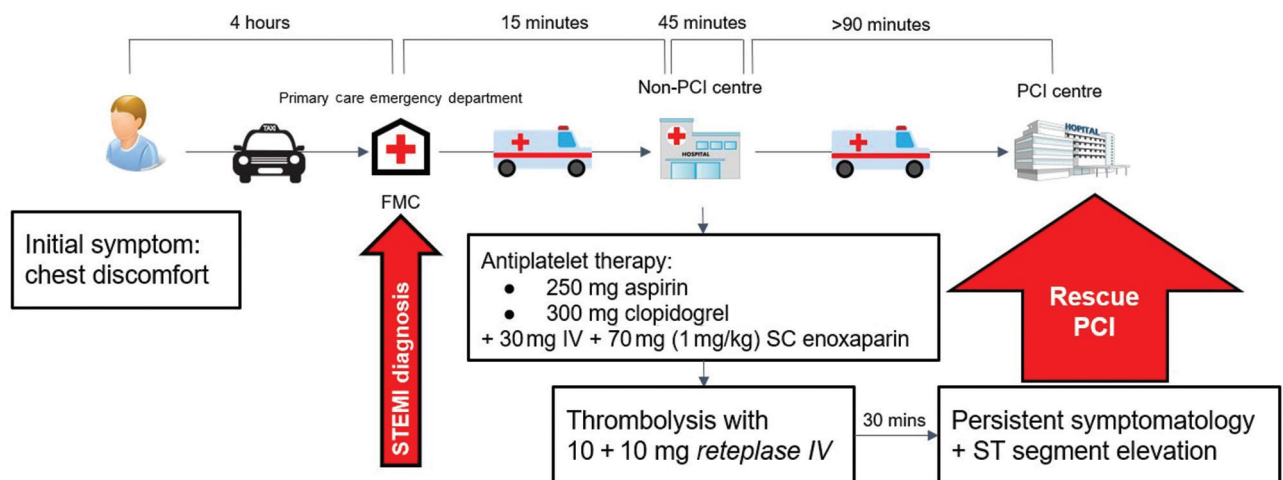 4 hours
15 minutes
45 minutes
>90 minutes
Primary care emergency department
Non-PCI centre
PCI centre
TAXI
HOSPITAL
HOPITAL
FMC
Initial symptom:
chest discomfort
STEMI diagnosis
Antiplatelet therapy:
● 250 mg aspirin
● 300 mg clopidogrel
+ 30 mg IV + 70 mg (1 mg/kg) SC enoxaparin
Rescue
PCI
Thrombolysis with
10 + 10 mg reteplase IV
30 mins
Persistent symptomatology
+ ST segment elevation